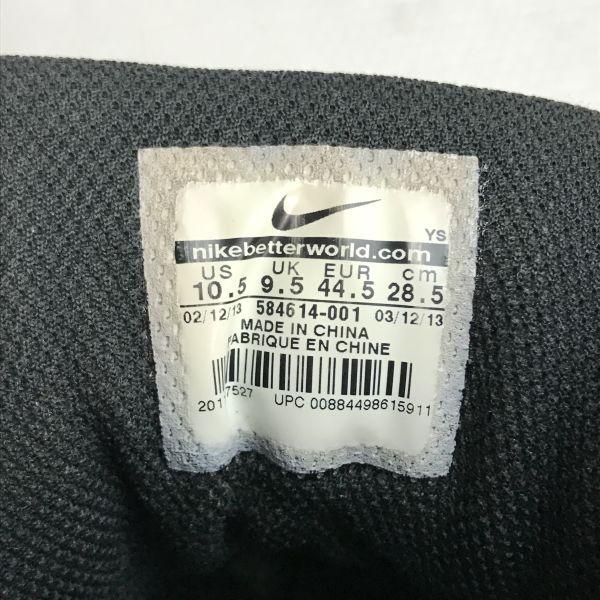 YS
nikebetterworld.com
US UK EUR cm
10.5 9.5 44.5 28.5
02/12/13 584614-001 03/12/13
MADE IN CHINA
FABRIQUE EN CHINE
UPC 00884498615911